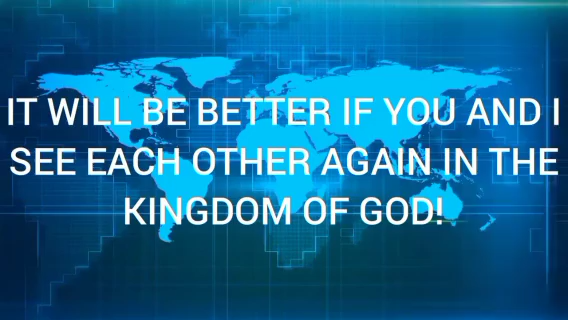 IT WILL BE BETTER IF YOU AND I
SEE EACH OTHER AGAIN IN THE
KINGDOM OF GOD!